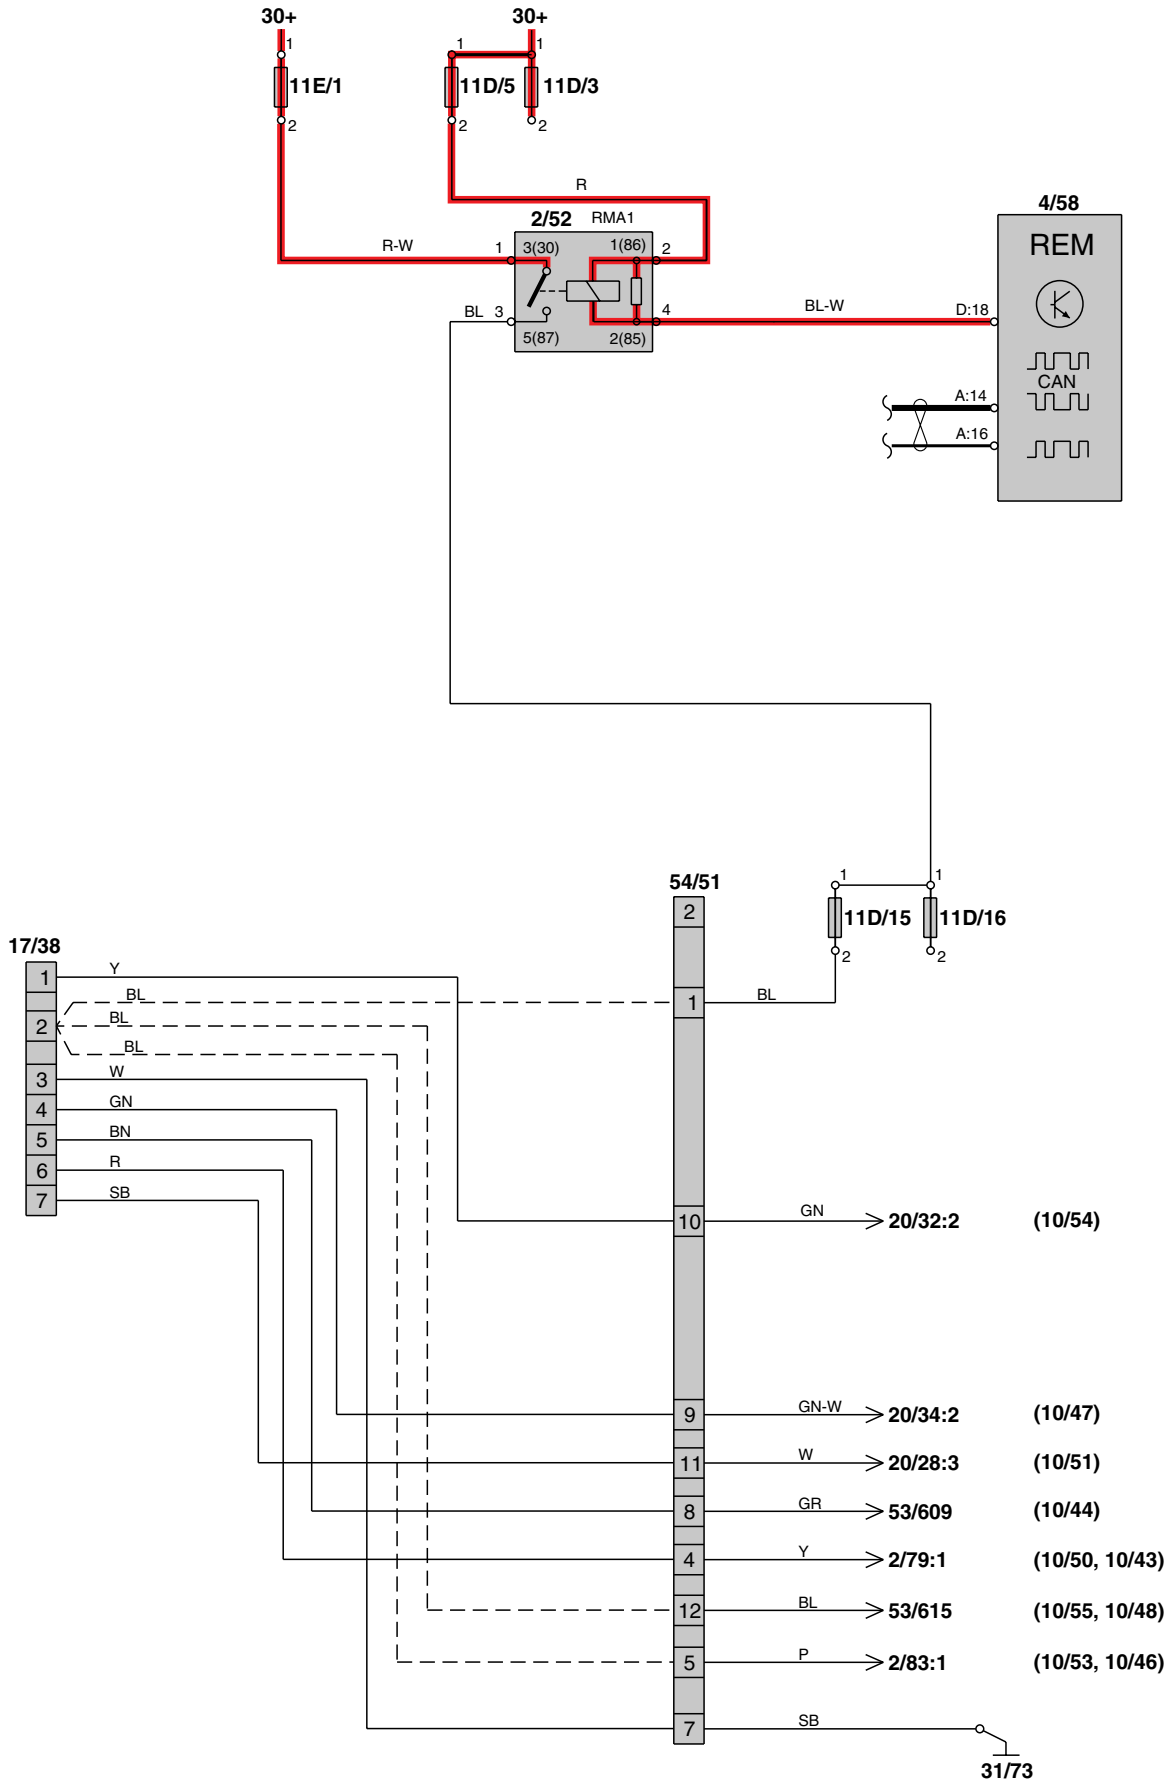 30+ 30+
1 1 1
11E/1 11D/5 11D/3
2 2 2
R
4/58
2/52 RMA1
REM
R-W 1 3(30) 1(86) 2
BL 3 5(87) 2(85) 4 BL-W D:18
CAN
A:14
A:16
54/51
1 1
2
11D/15 11D/16
17/38
2 2
1 Y
BL 1 BL
2 BL
BL
3 W
4 GN
5 BN
6 R
7 SB
10 GN 20/32:2 (10/54)
9 GN-W 20/34:2 (10/47)
11 W 20/28:3 (10/51)
8 GR 53/609 (10/44)
4 Y 2/79:1 (10/50, 10/43)
12 BL 53/615 (10/55, 10/48)
5 P 2/83:1 (10/53, 10/46)
7 SB
31/73